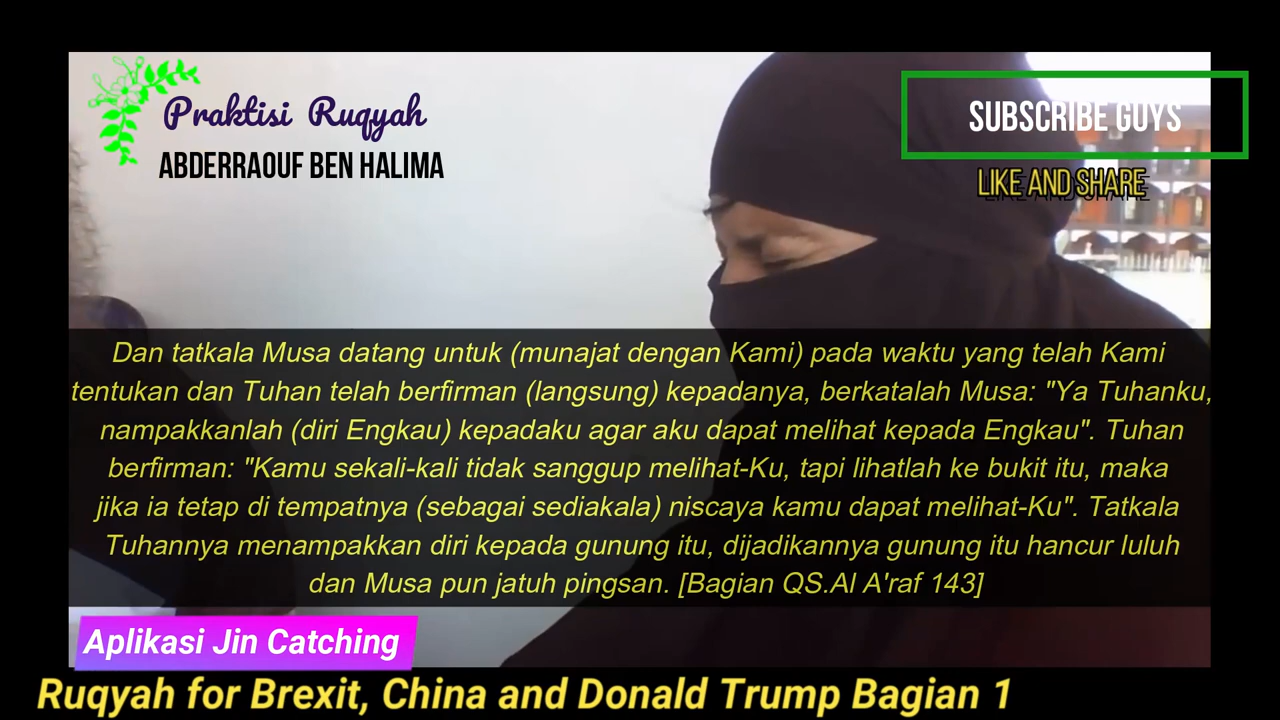 Praktisi Ruqyah
ABDERRAOUF BEN HALIMA
SUBSCRIBE GUYS
LIKE AND SHARE
Dan tatkala Musa datang untuk (munajat dengan Kami) pada waktu yang telah Kami
tentukan dan Tuhan telah berfirman (langsung) kepadanya, berkatalah Musa: "Ya Tuhanku,
nampakkanlah (diri Engkau) kepadaku agar aku dapat melihat kepada Engkau". Tuhan
berfirman: "Kamu sekali-kali tidak sanggup melihat-Ku, tapi lihatlah ke bukit itu, maka
jika ia tetap di tempatnya (sebagai sediakala) niscaya kamu dapat melihat-Ku". Tatkala
Tuhannya menampakkan diri kepada gunung itu, dijadikannya gunung itu hancur luluh
dan Musa pun jatuh pingsan. [Bagian QS.Al A'raf 143]
Aplikasi Jin Catching
Ruqyah for Brexit, China and Donald Trump Bagian 1